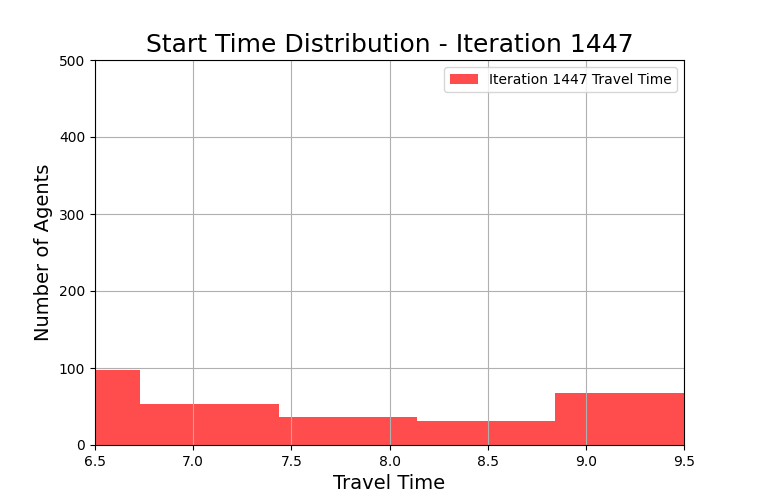 Start Time Distribution - Iteration 1447
Iteration 1447 Travel Time
Number of Agents
500
400
300
200
100
0
6.5 7.0 7.5 8.0 8.5 9.0 9.5
Travel Time